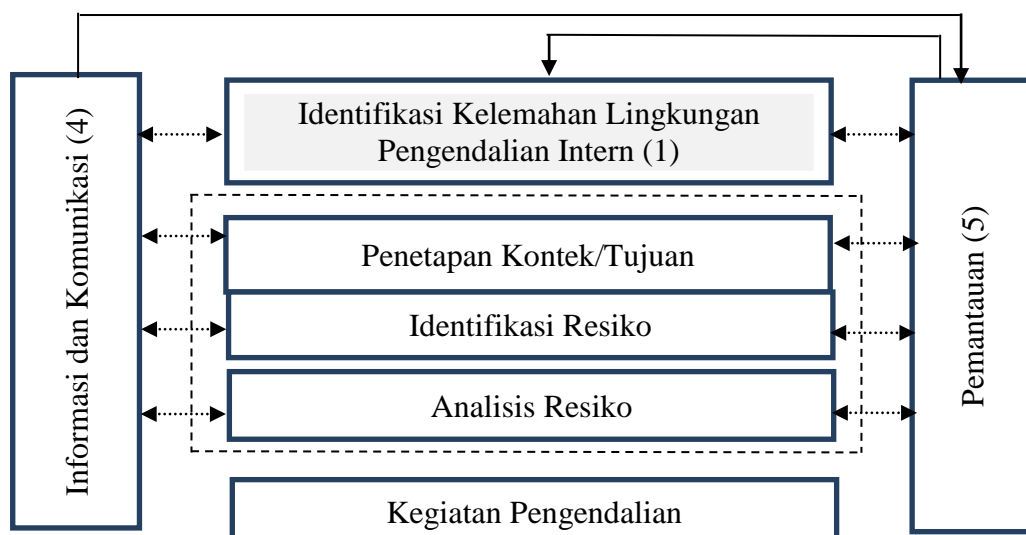 Informasi dan Komunikasi (4)
Identifikasi Kelemahan Lingkungan
Pengendalian Intern (1)
Penetapan Kontek/Tujuan
Identifikasi Resiko
Analisis Resiko
Kegiatan Pengendalian
Pemantauan (5)